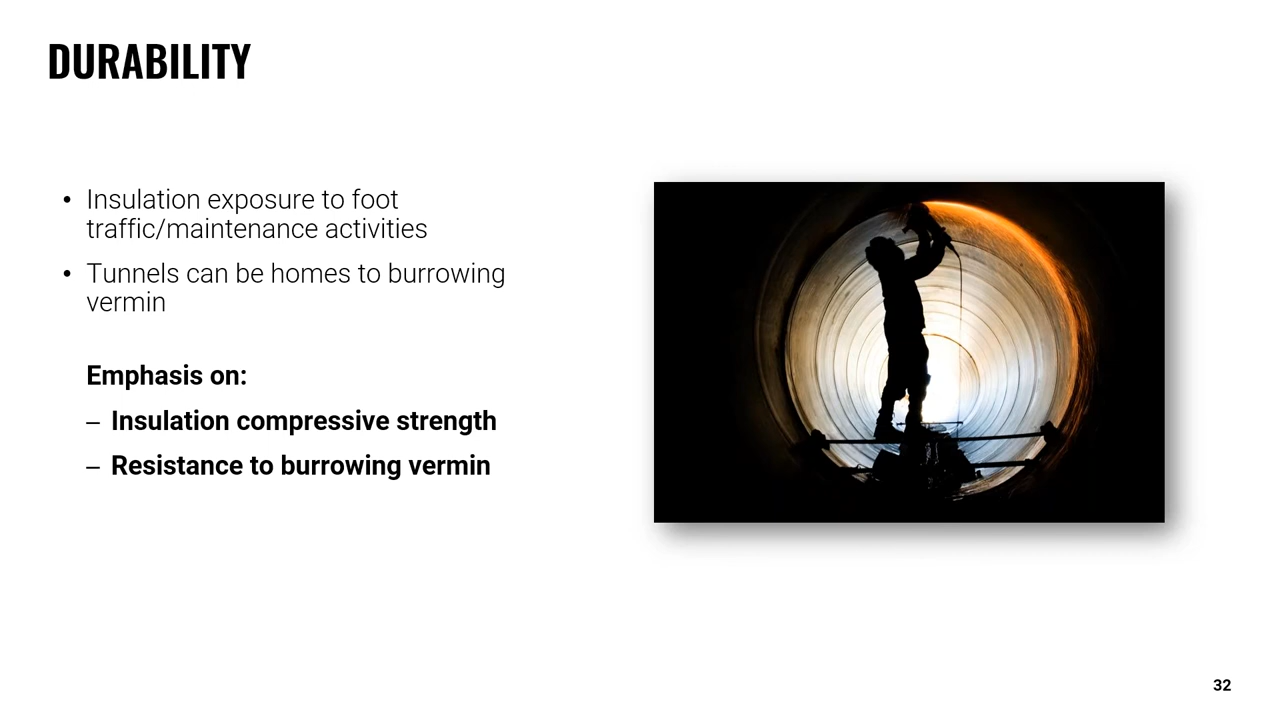 DURABILITY
• Insulation exposure to foot
traffic/maintenance activities
• Tunnels can be homes to burrowing
vermin
Emphasis on:
– Insulation compressive strength
– Resistance to burrowing vermin
32